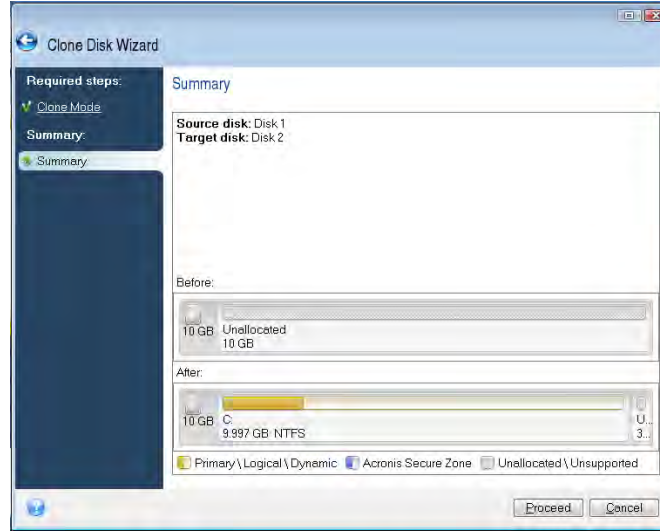 Clone Disk Wizard
Required steps:
Clone Mode
Summary:
Summary
Summary
Source disk: Disk 1
Target disk: Disk 2
Before:
10 GB
Unallocated
10 GB
After:
10 GB
C:
9.997 GB NTFS
U...
3...
Primary \ Logical \ Dynamic
Acronis Secure Zone
Unallocated \ Unsupported
Proceed
Cancel